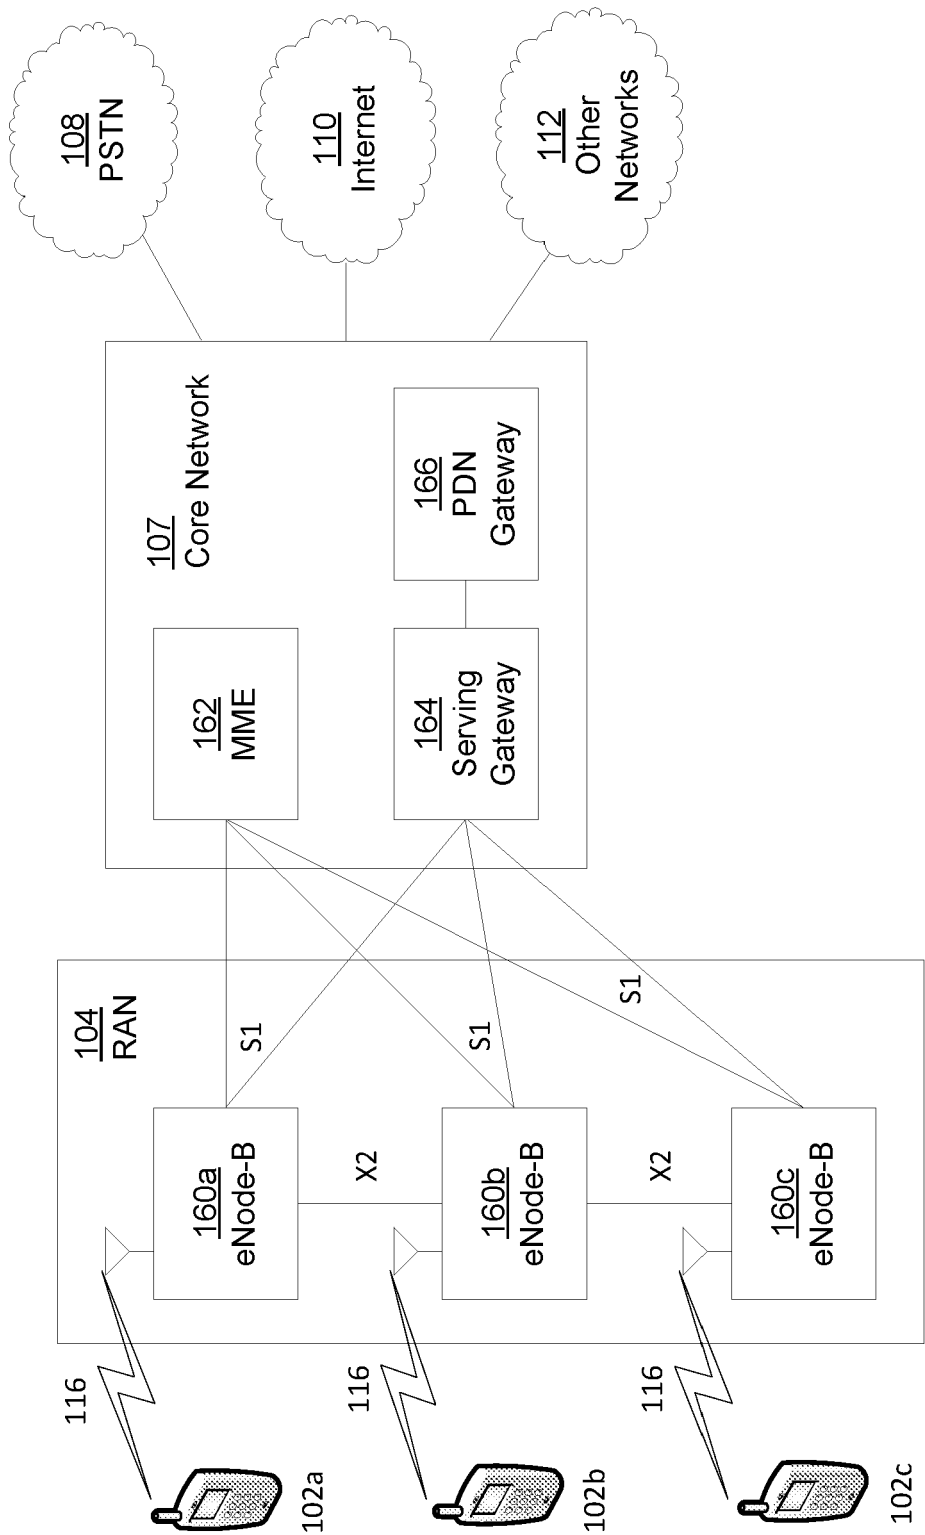 104
RAN
116
102a
160a
eNode-B
S1
X2
116
102b
160b
eNode-B
S1
X2
116
102c
160c
eNode-B
S1
107
Core Network
162
MME
164
Serving
Gateway
166
PDN
Gateway
108
PSTN
110
Internet
112
Other
Networks